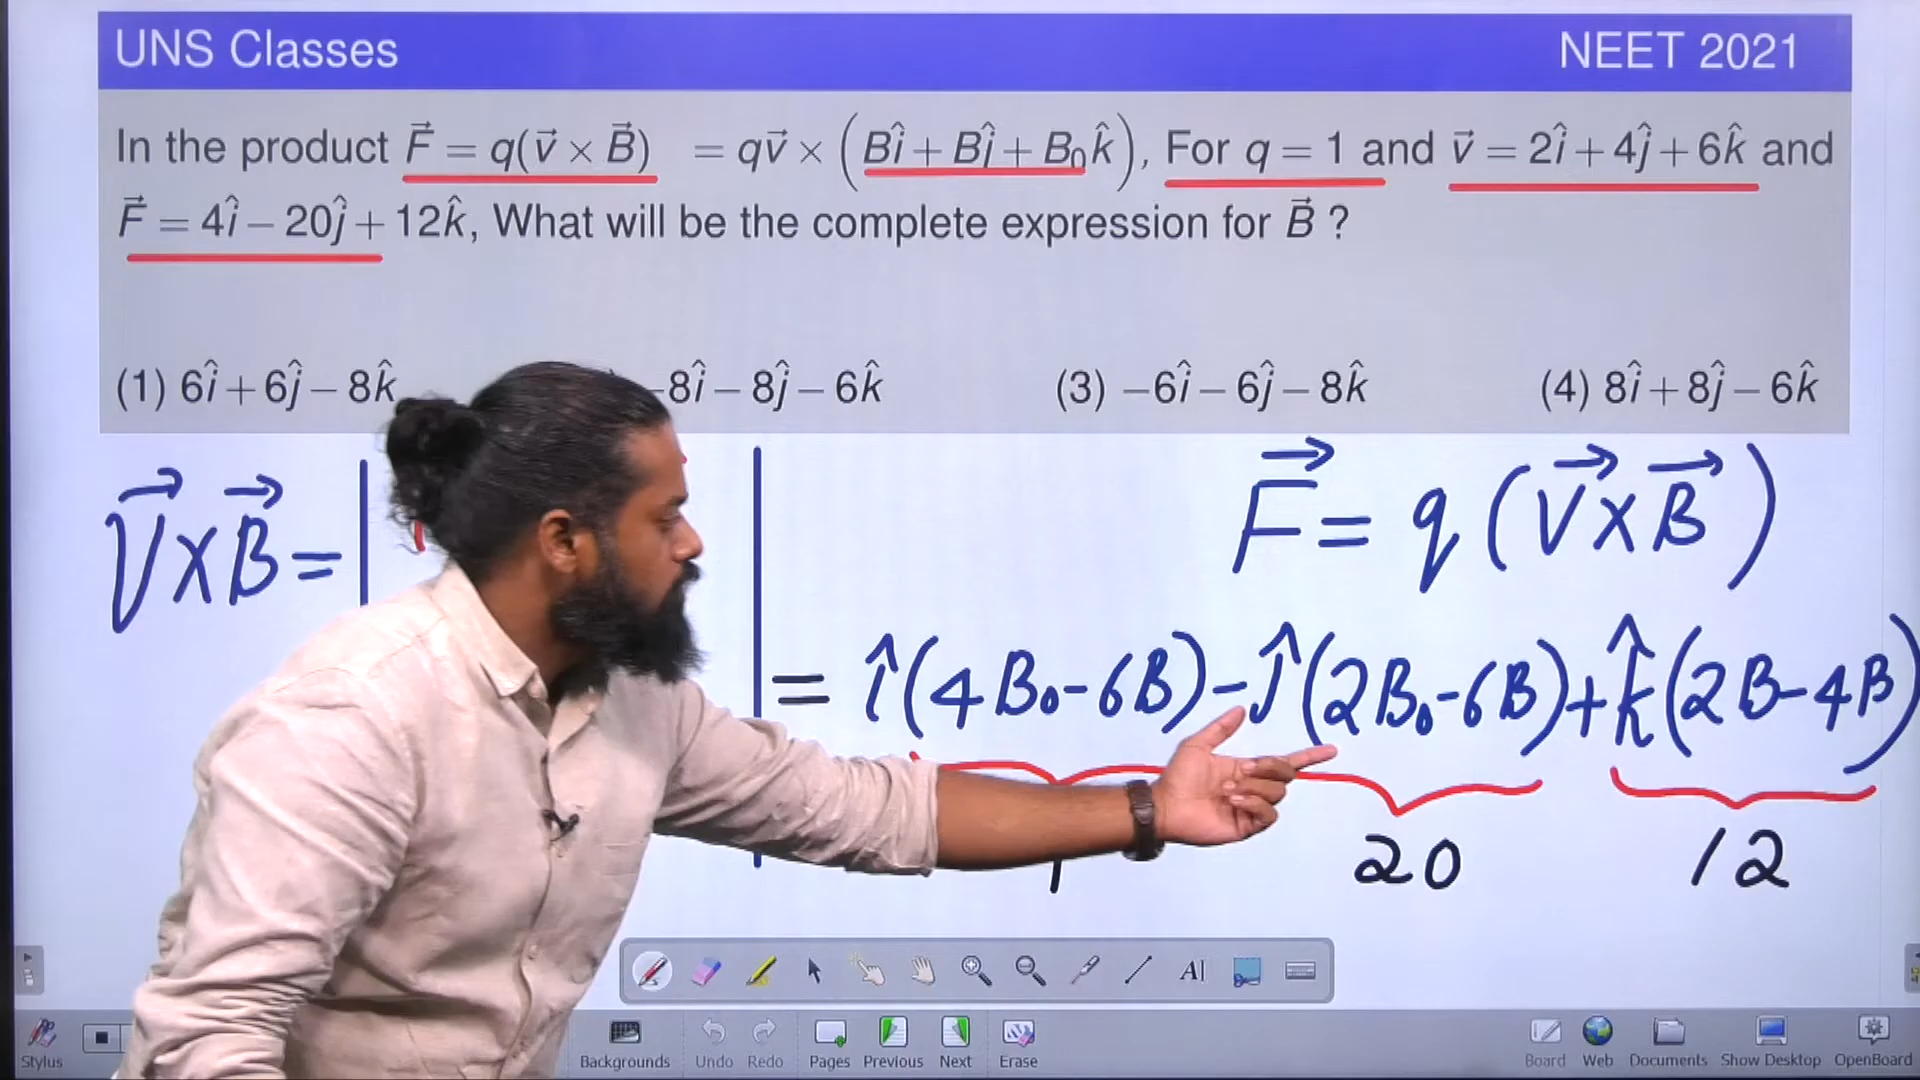 UNS Classes NEET 2021
In the product F⃗ = q(v⃗ × B⃗) = qv⃗ × (Bî + Bĵ + B₀k̂), For q = 1 and v⃗ = 2î + 4ĵ + 6k̂ and
F⃗ = 4î − 20ĵ + 12k̂, What will be the complete expression for B⃗ ?
(1) 6î + 6ĵ − 8k̂ −8î − 8ĵ − 6k̂ (3) −6î − 6ĵ − 8k̂ (4) 8î + 8ĵ − 6k̂
V⃗ X B⃗ = |
F⃗ = q (V⃗ X B⃗)
= î (4B₀ - 6B) - ĵ (2B₀ - 6B) + k̂ (2B - 4B)
20 12
AI
Stylus Backgrounds Undo Redo Pages Previous Next Erase Board Web Documents Show Desktop OpenBoard